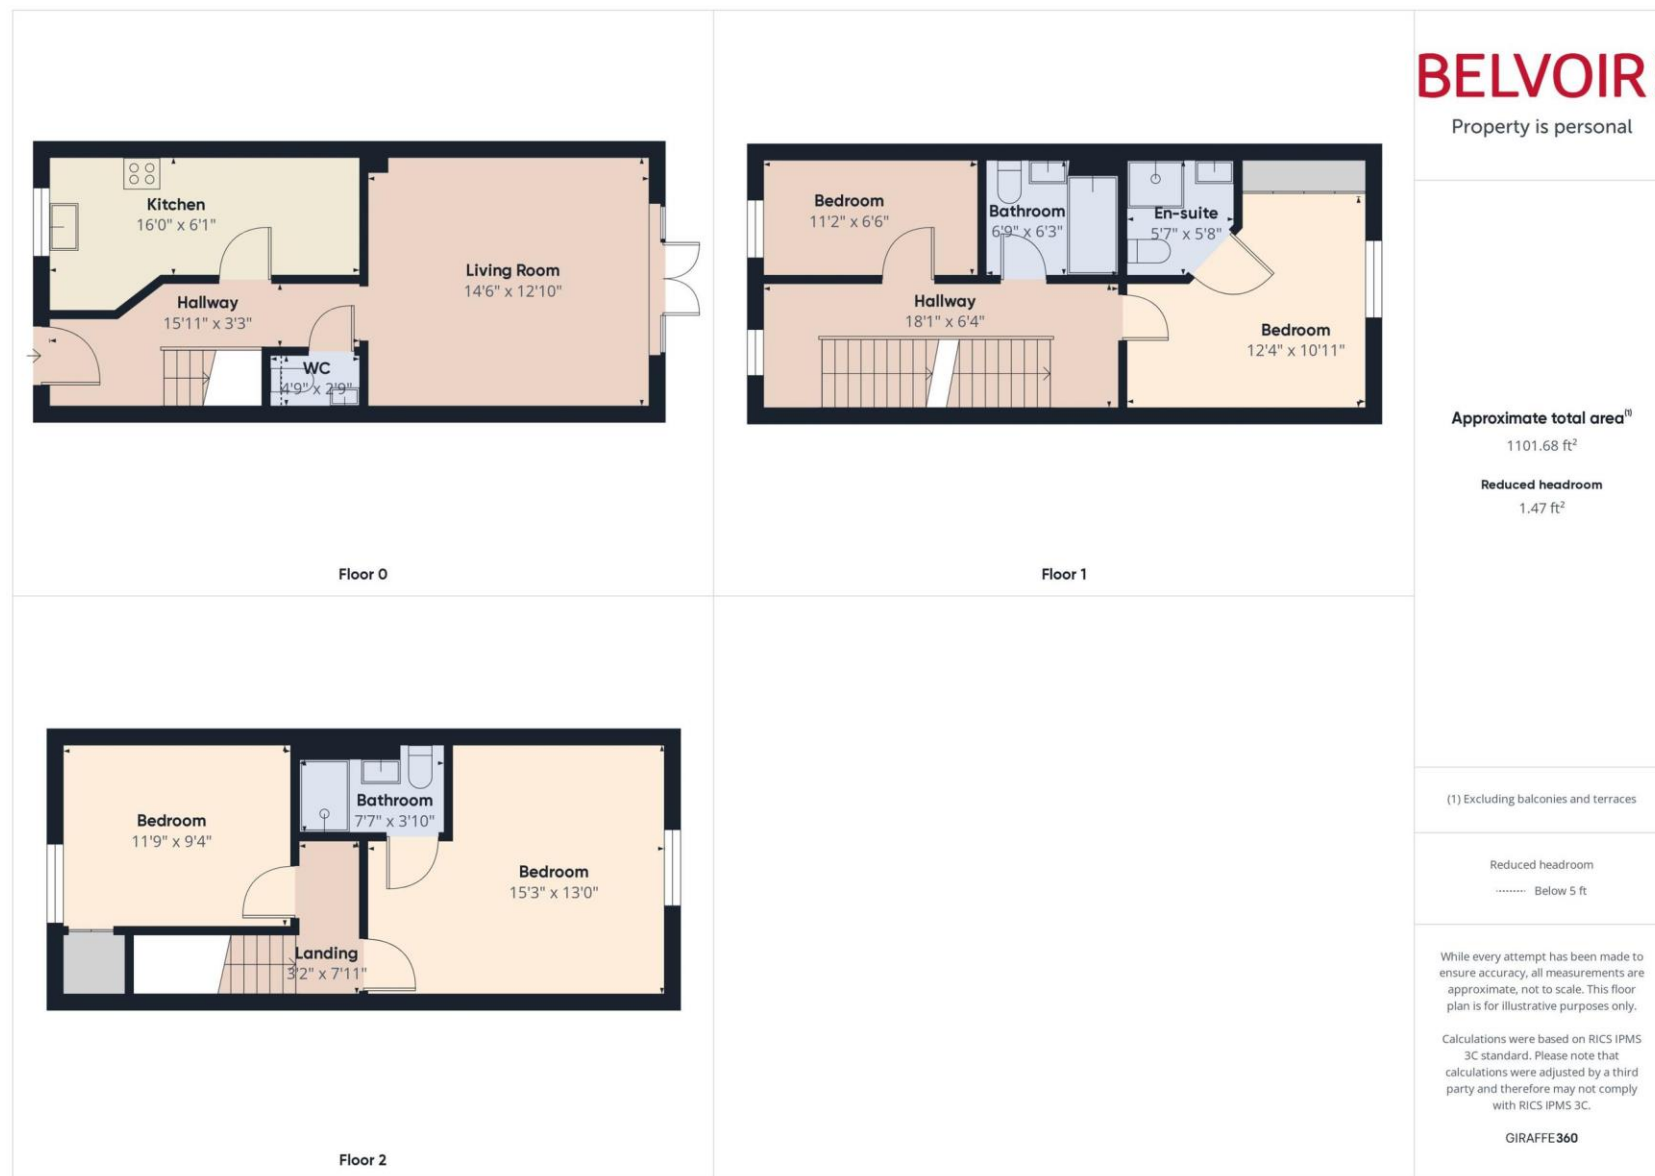 Kitchen
16'0" x 6'1"
Living Room
14'6" x 12'10"
Hallway
15'11" x 3'3"
WC
4'9" x 2'9"
Floor 0
Bedroom
11'2" x 6'6"
Bathroom
6'9" x 6'3"
En-suite
5'7" x 5'8"
Hallway
18'1" x 6'4"
Bedroom
12'4" x 10'11"
Floor 1
Bedroom
11'9" x 9'4"
Bathroom
7'7" x 3'10"
Bedroom
15'3" x 13'0"
Landing
3'2" x 7'11"
Floor 2
BELVOIR
Property is personal
Approximate total area(1)
1101.68 ft²
Reduced headroom
1.47 ft²
(1) Excluding balconies and terraces
Reduced headroom
Below 5 ft
While every attempt has been made to
ensure accuracy, all measurements are
approximate, not to scale. This floor
plan is for illustrative purposes only.
Calculations were based on RICS IPMS
3C standard. Please note that
calculations were adjusted by a third
party and therefore may not comply
with RICS IPMS 3C.
GIRAFFE360